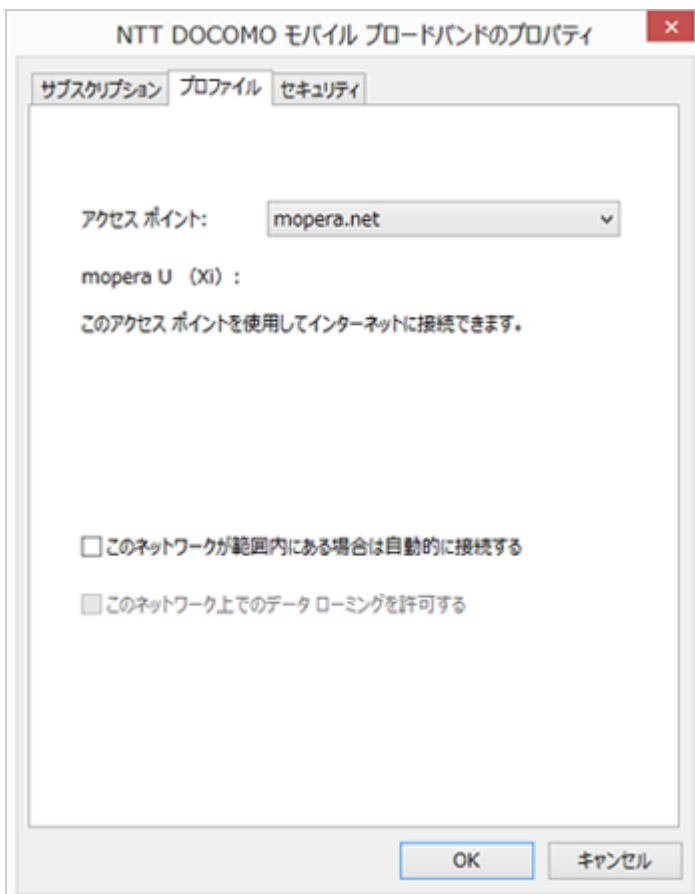 NTT DOCOMO モバイル ブロードバンドのプロパティ
サブスクリプション プロファイル セキュリティ
アクセス ポイント: mopera.net
mopera U （Xi）:
このアクセス ポイントを使用してインターネットに接続できます。
このネットワークが範囲内にある場合は自動的に接続する
このネットワーク上でのデータ ローミングを許可する
OK キャンセル